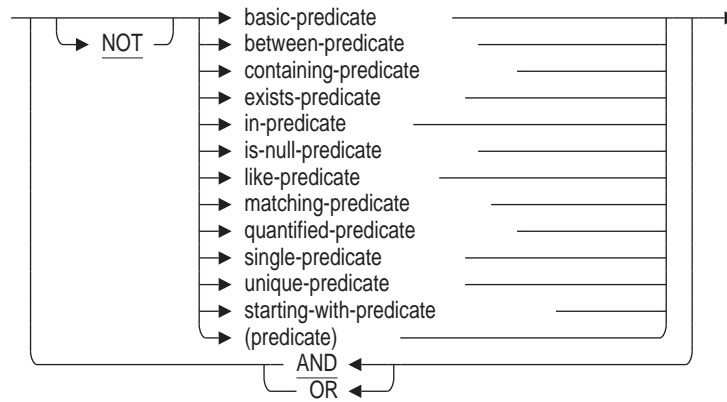 basic-predicate
NOT
between-predicate
containing-predicate
exists-predicate
in-predicate
is-null-predicate
like-predicate
matching-predicate
quantified-predicate
single-predicate
unique-predicate
starting-with-predicate
(predicate)
AND
OR